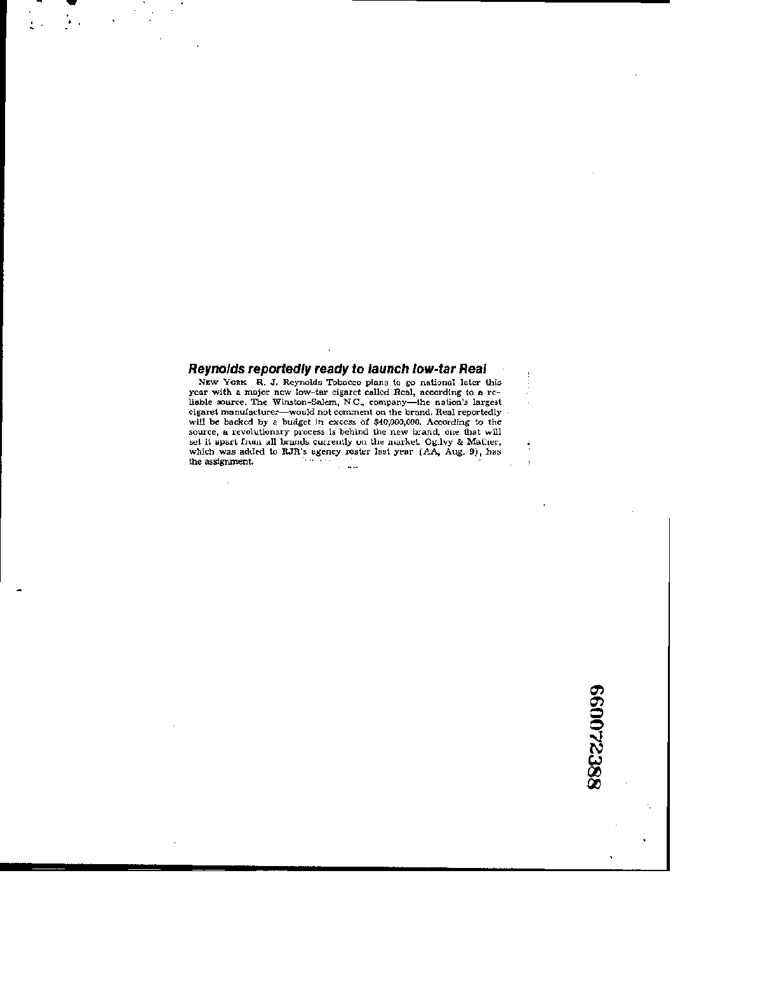 Reynolds reportedly ready to launch low-tar Real
NEW YORK R. J. Reynolds Tobacco plans to go national later this
year with a major new low-tar cigaret called Real, according to a re-
liable source. The Winston-Salem, N.C., company—the nation's largest
cigaret manufacturer—would not comment on the brand. Real reportedly
will be backed by a budget in excess of $40,000,000. According to the
source, a revolutionary process is behind the new brand, one that will
set it apart from all brands currently on the market. Ogilvy & Mather,
which was added to RJR's agency roster last year (AA, Aug. 9), has
the assignment.
660072388